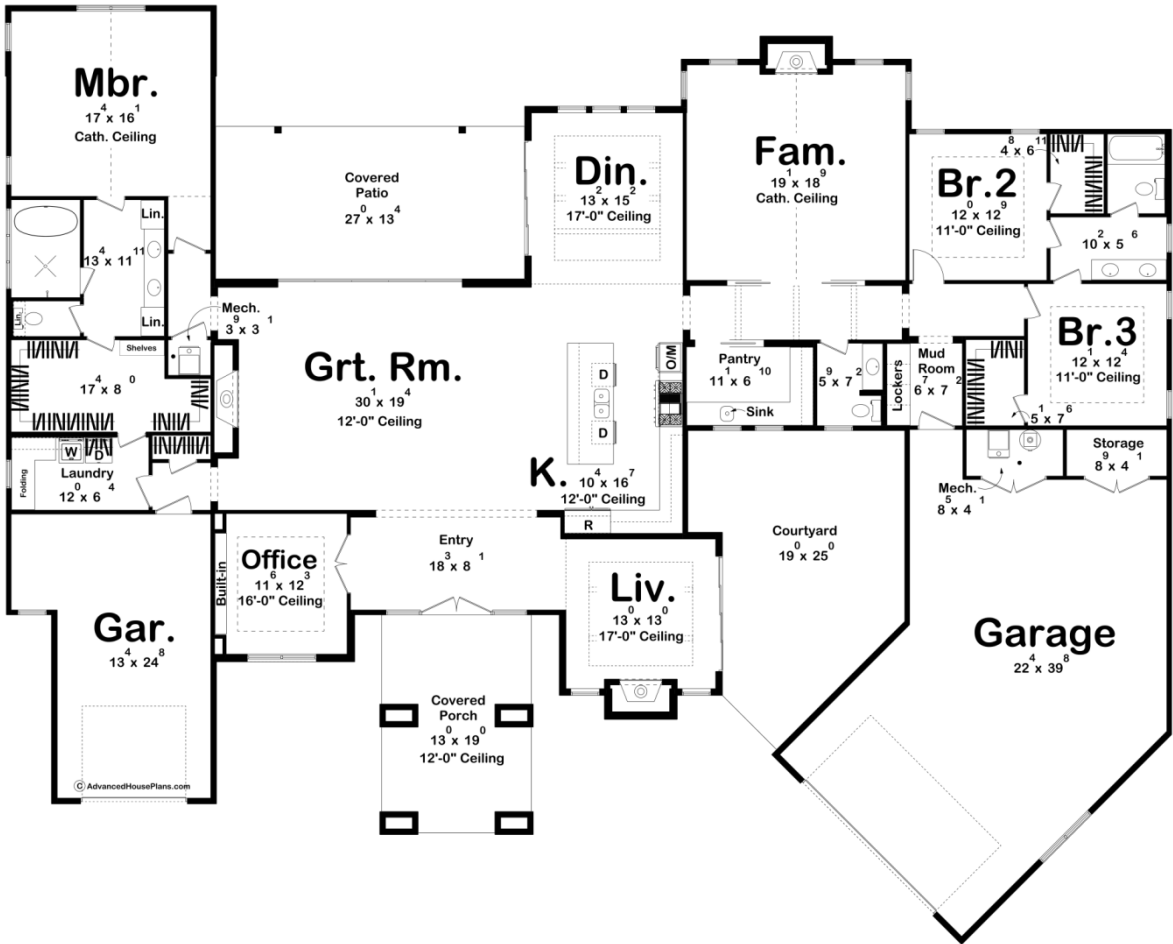 Mbr.
17⁴ x 16¹
Cath. Ceiling
Covered
Patio
27⁰ x 13⁴
Din.
13² x 15²
17'-0" Ceiling
Fam.
19¹ x 18⁹
Cath. Ceiling
Br.2
12⁰ x 12⁹
11'-0" Ceiling
4⁸ x 6¹¹
10² x 5⁶
Lin.
13⁴ x 11¹¹
Lin.
Lin.
Mech.
3⁹ x 3¹
Shelves
17⁴ x 8⁰
Grt. Rm.
30¹ x 19⁴
12'-0" Ceiling
D
D
O/M
K.
10⁴ x 16⁷
12'-0" Ceiling
R
Pantry
11¹ x 6¹⁰
Sink
5⁹ x 7²
Lockers
Mud
Room
6⁷ x 7²
Br.3
12¹ x 12⁴
11'-0" Ceiling
5¹ x 7⁶
Storage
8⁹ x 4¹
Mech.
8⁵ x 4¹
W
D
Laundry
12⁰ x 6⁴
Folding
Built-in
Office
11⁶ x 12³
16'-0" Ceiling
Entry
18³ x 8¹
Liv.
13⁰ x 13⁰
17'-0" Ceiling
Courtyard
19⁰ x 25⁰
Gar.
13⁴ x 24⁸
Garage
22⁴ x 39⁸
Covered
Porch
13⁰ x 19⁰
12'-0" Ceiling
© AdvancedHousePlans.com